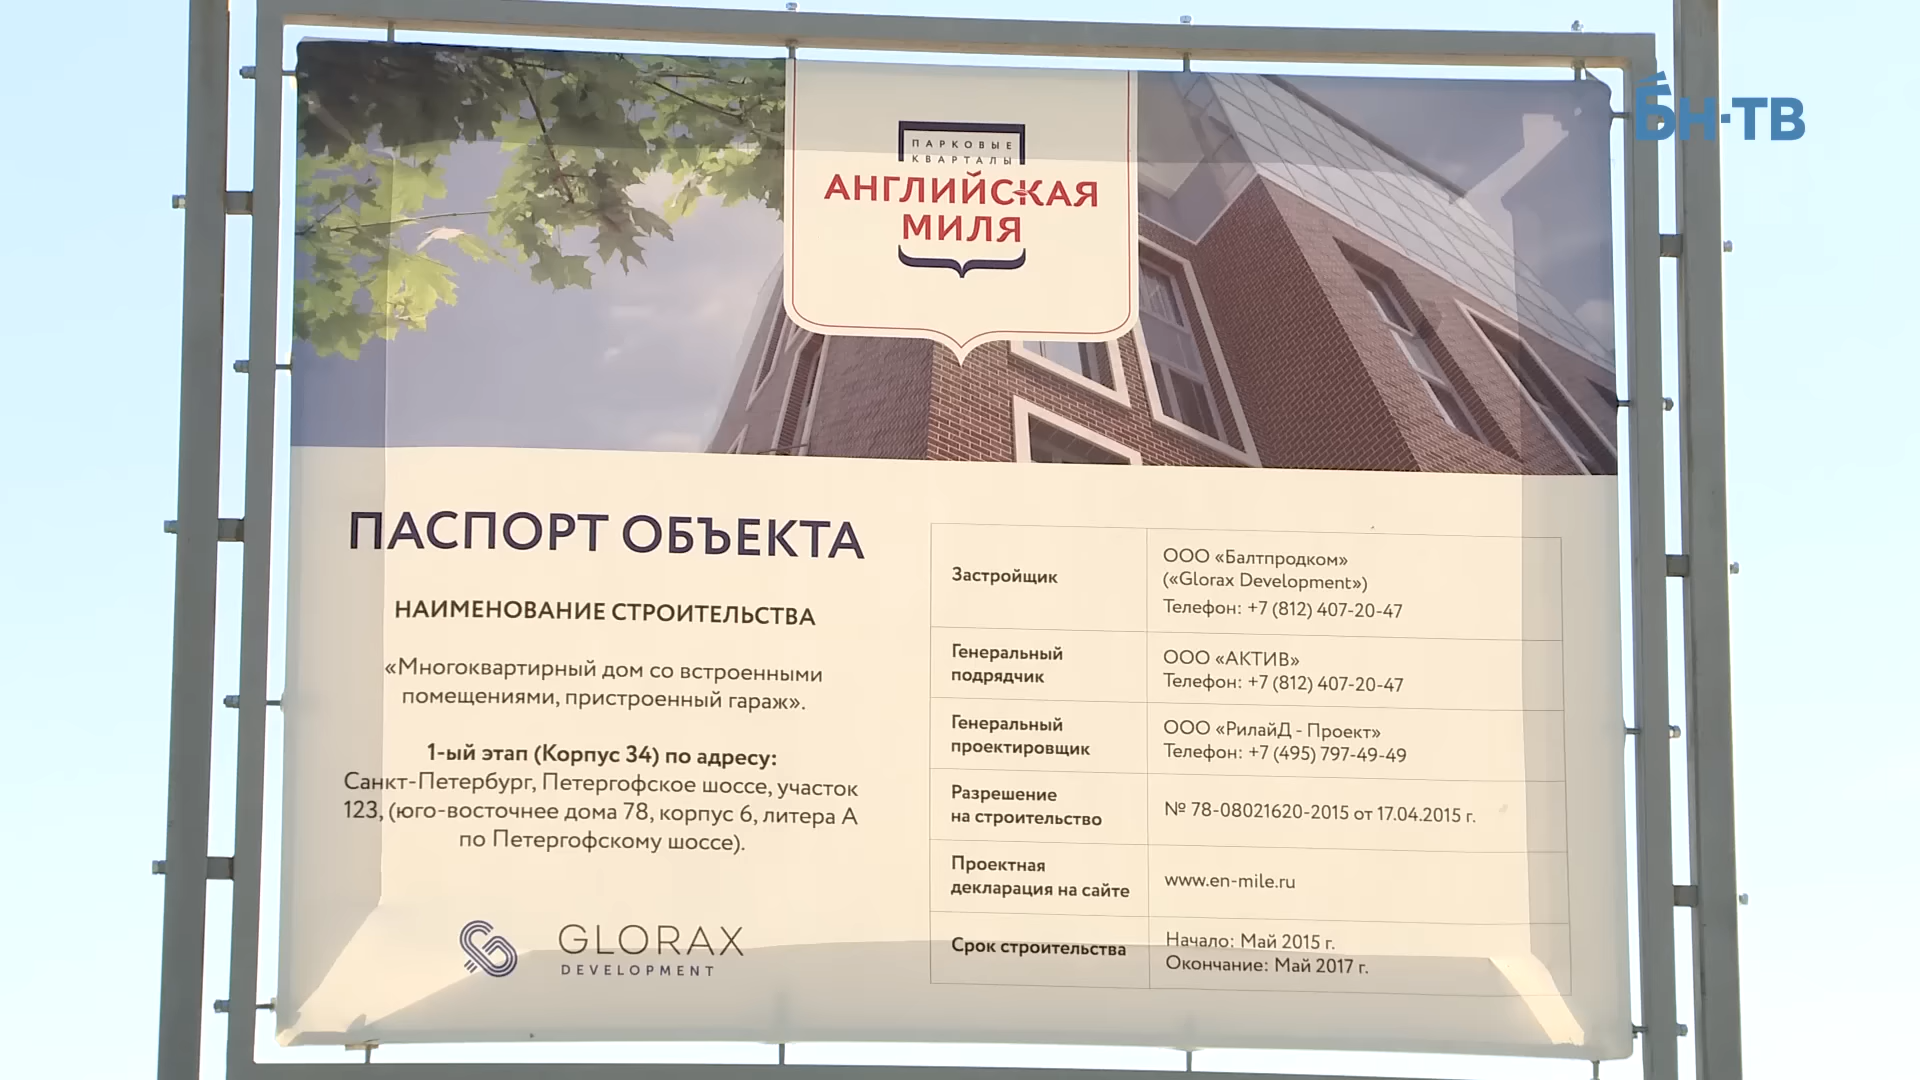 БН-ТВ
ПАРКОВЫЕ
КВАРТАЛЫ
АНГЛИЙСКАЯ
МИЛЯ
ПАСПОРТ ОБЪЕКТА
НАИМЕНОВАНИЕ СТРОИТЕЛЬСТВА
«Многоквартирный дом со встроенными
помещениями, пристроенный гараж».
1-ый этап (Корпус 34) по адресу:
Санкт-Петербург, Петергофское шоссе, участок
123, (юго-восточнее дома 78, корпус 6, литера А
по Петергофскому шоссе).
GLORAX
DEVELOPMENT
Застройщик
ООО «Балтпродком»
(«Glorax Development»)
Телефон: +7 (812) 407-20-47
Генеральный
подрядчик
ООО «АКТИВ»
Телефон: +7 (812) 407-20-47
Генеральный
проектировщик
ООО «РилайД - Проект»
Телефон: +7 (495) 797-49-49
Разрешение
на строительство
№ 78-08021620-2015 от 17.04.2015 г.
Проектная
декларация на сайте
www.en-mile.ru
Срок строительства
Начало: Май 2015 г.
Окончание: Май 2017 г.